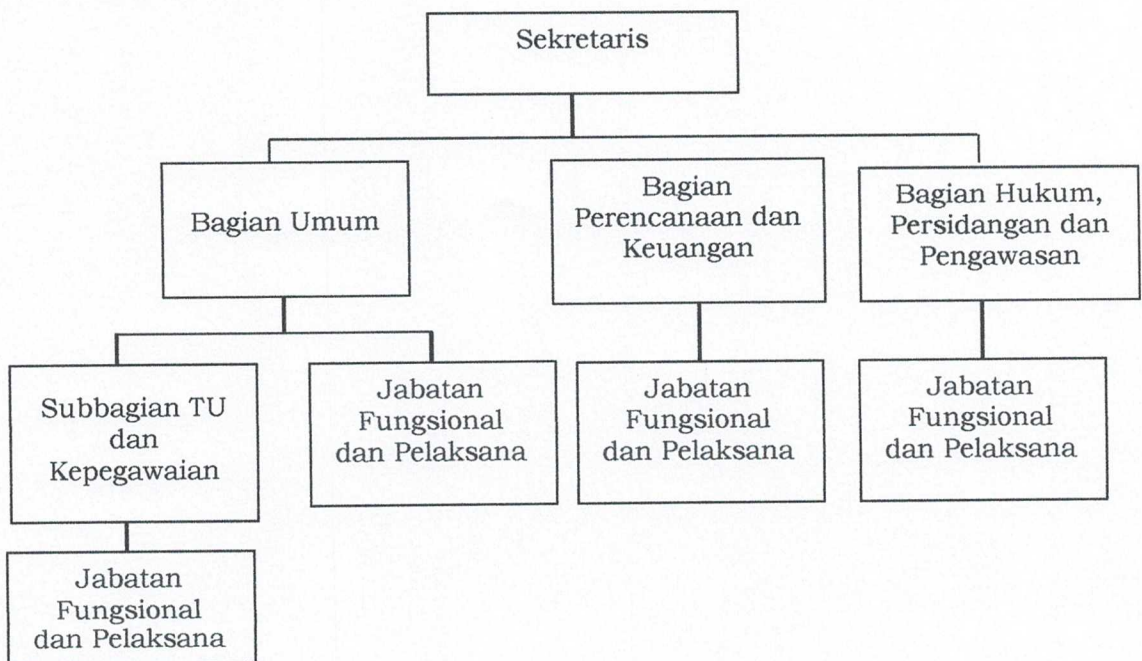 Sekretaris
Bagian Umum
Bagian
Perencanaan dan
Keuangan
Bagian Hukum,
Persidangan dan
Pengawasan
Subbagian TU
dan
Kepegawaian
Jabatan
Fungsional
dan Pelaksana
Jabatan
Fungsional
dan Pelaksana
Jabatan
Fungsional
dan Pelaksana
Jabatan
Fungsional
dan Pelaksana